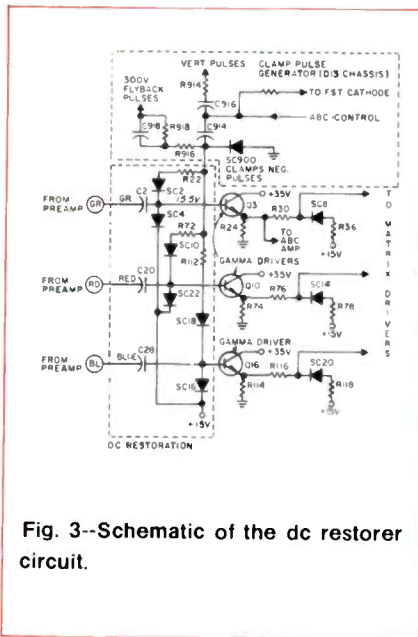 VERT PULSES
CLAMP PULSE
GENERATOR (D13 CHASSIS)
300V
FLYBACK
PULSES
R914
C916
TO FST CATHODE
ABC-CONTROL
C918
R918
C914
R916
SC900
CLAMPS NEG.
PULSES
R22
FROM
PREAMP
GR
GR
C2
SC2
15.5V
SC4
+35V
Q3
R30
SC8
R24
TO
ABC
AMP
R36
+15V
R72
SC10
R112
GAMMA DRIVERS
FROM
PREAMP
RD
RED
C20
SC22
+35V
Q10
R76
SC14
R74
R78
+15V
SC18
GAMMA DRIVER
FROM
PREAMP
BL
BLUE
C28
+35V
Q16
R116
SC20
SC16
R114
R118
+15V
+15V
TO MATRIX DRIVERS
DC RESTORATION
Fig. 3--Schematic of the dc restorer
circuit.